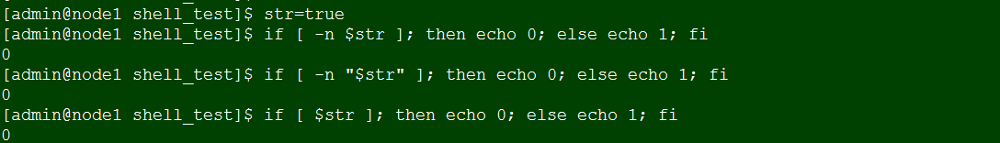 [admin@node1 shell_test]$ str=true
[admin@node1 shell_test]$ if [ -n $str ]; then echo 0; else echo 1; fi
0
[admin@node1 shell_test]$ if [ -n "$str" ]; then echo 0; else echo 1; fi
0
[admin@node1 shell_test]$ if [ $str ]; then echo 0; else echo 1; fi
0